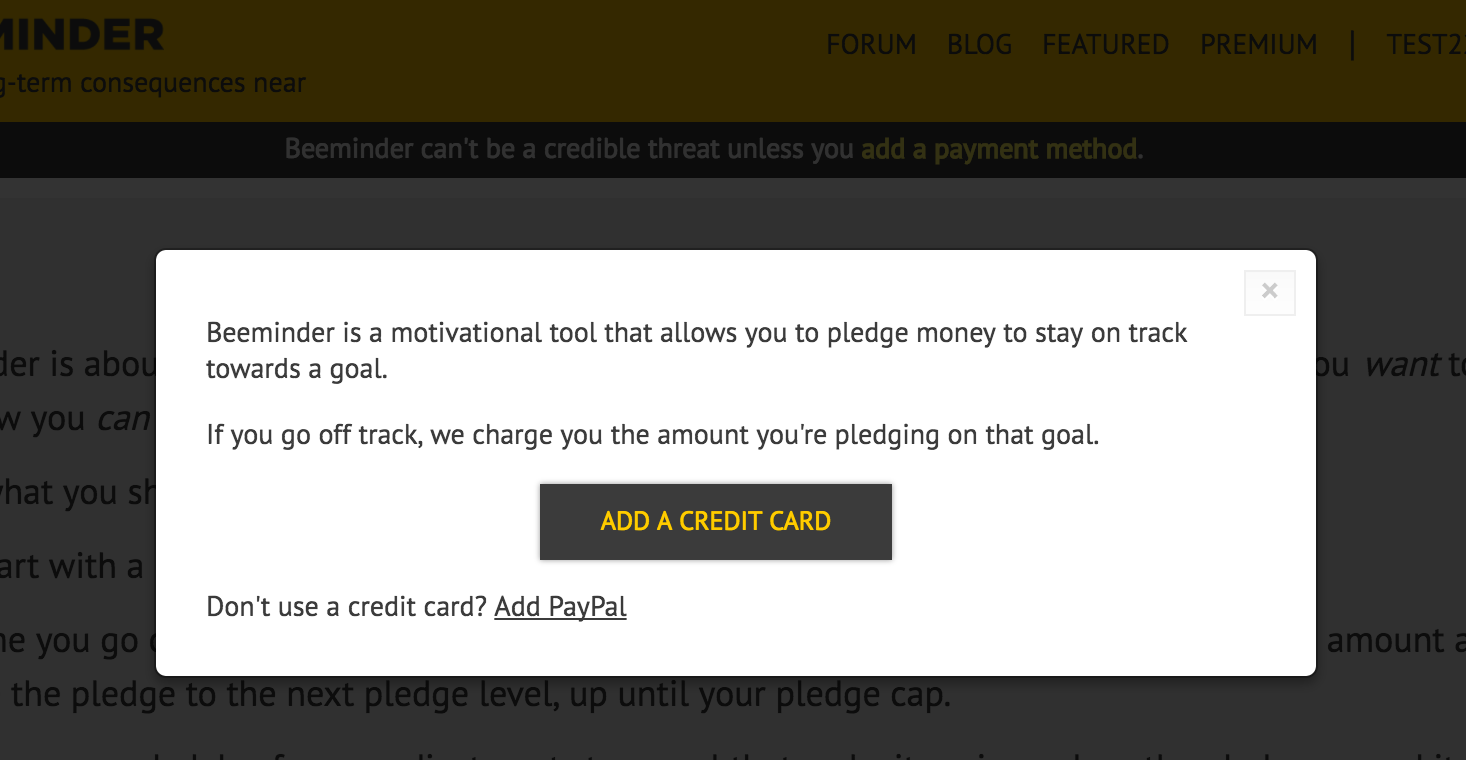 MINDER
FORUM BLOG FEATURED PREMIUM | TEST2
g-term consequences near
Beeminder can't be a credible threat unless you add a payment method.
×
Beeminder is a motivational tool that allows you to pledge money to stay on track
towards a goal.
der is abou
ou want to
w you can
If you go off track, we charge you the amount you're pledging on that goal.
what you sh
ADD A CREDIT CARD
art with a
Don't use a credit card? Add PayPal
me you go
amount a
the pledge to the next pledge level, up until your pledge cap.